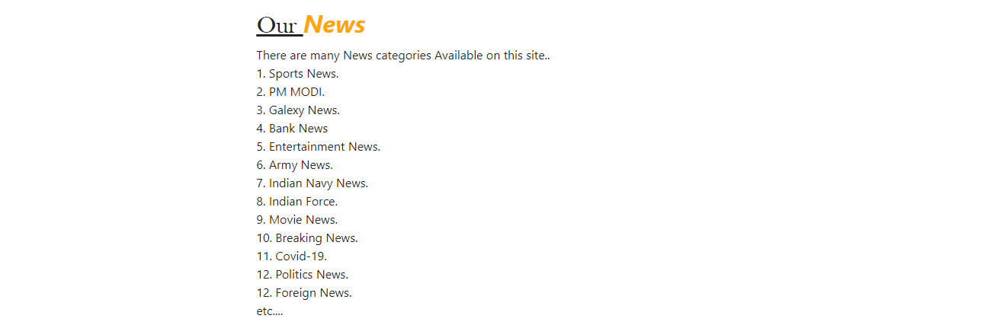 Our News
There are many News categories Available on this site..
1. Sports News.
2. PM MODI.
3. Galexy News.
4. Bank News
5. Entertainment News.
6. Army News.
7. Indian Navy News.
8. Indian Force.
9. Movie News.
10. Breaking News.
11. Covid-19.
12. Politics News.
12. Foreign News.
etc....